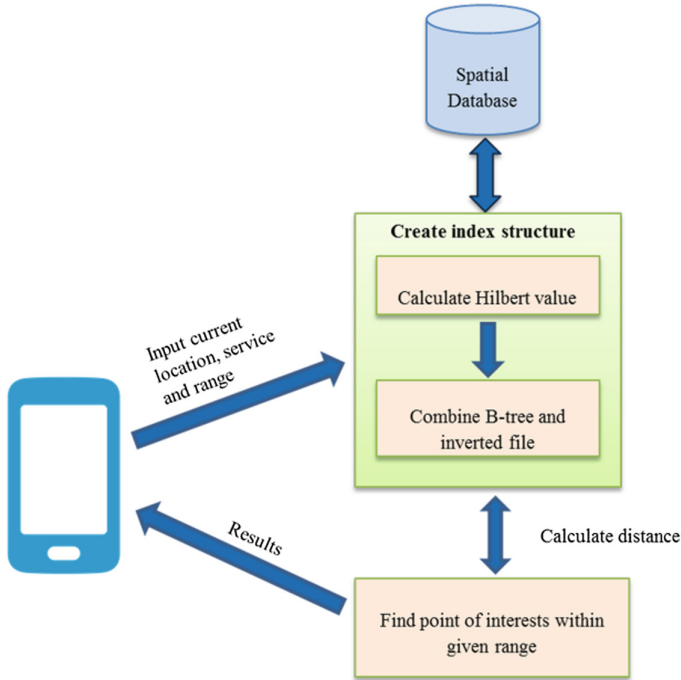 Spatial
Database
Create index structure
Calculate Hilbert value
Combine B-tree and
inverted file
Input current
location, service
and range
Calculate distance
Results
Find point of interests within
given range